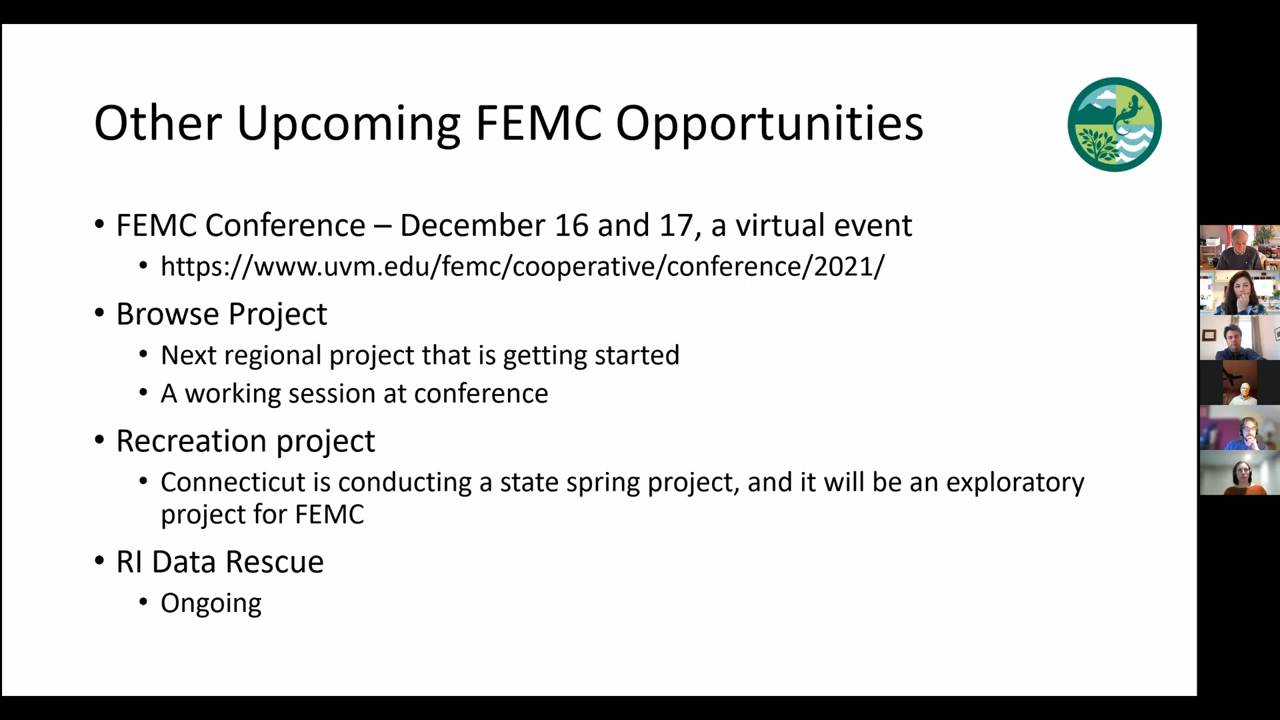 Other Upcoming FEMC Opportunities
• FEMC Conference – December 16 and 17, a virtual event
• https://www.uvm.edu/femc/cooperative/conference/2021/
• Browse Project
• Next regional project that is getting started
• A working session at conference
• Recreation project
• Connecticut is conducting a state spring project, and it will be an exploratory
project for FEMC
• RI Data Rescue
• Ongoing